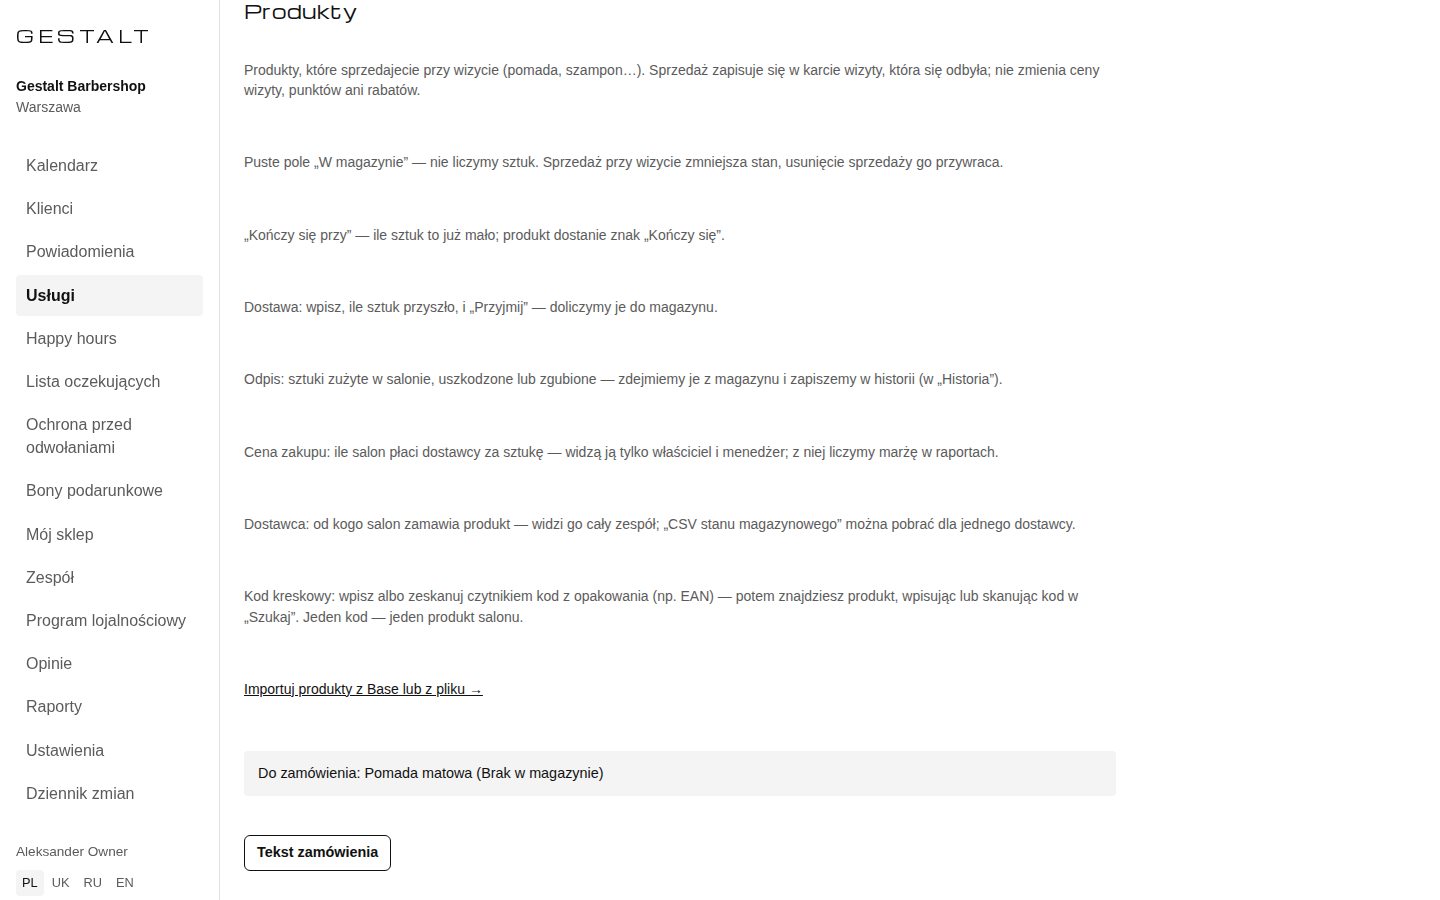 GESTALT
Gestalt Barbershop
Warszawa
Kalendarz
Klienci
Powiadomienia
Usługi
Happy hours
Lista oczekujących
Ochrona przed
odwołaniami
Bony podarunkowe
Mój sklep
Zespół
Program lojalnościowy
Opinie
Raporty
Ustawienia
Dziennik zmian
Aleksander Owner
PL UK RU EN
Produkty
Produkty, które sprzedajecie przy wizycie (pomada, szampon…). Sprzedaż zapisuje się w karcie wizyty, która się odbyła; nie zmienia ceny
wizyty, punktów ani rabatów.
Puste pole „W magazynie” — nie liczymy sztuk. Sprzedaż przy wizycie zmniejsza stan, usunięcie sprzedaży go przywraca.
„Kończy się przy” — ile sztuk to już mało; produkt dostanie znak „Kończy się”.
Dostawa: wpisz, ile sztuk przyszło, i „Przyjmij” — doliczymy je do magazynu.
Odpis: sztuki zużyte w salonie, uszkodzone lub zgubione — zdejmiemy je z magazynu i zapiszemy w historii (w „Historia”).
Cena zakupu: ile salon płaci dostawcy za sztukę — widzą ją tylko właściciel i menedżer; z niej liczymy marżę w raportach.
Dostawca: od kogo salon zamawia produkt — widzi go cały zespół; „CSV stanu magazynowego” można pobrać dla jednego dostawcy.
Kod kreskowy: wpisz albo zeskanuj czytnikiem kod z opakowania (np. EAN) — potem znajdziesz produkt, wpisując lub skanując kod w
„Szukaj”. Jeden kod — jeden produkt salonu.
Importuj produkty z Base lub z pliku →
Do zamówienia: Pomada matowa (Brak w magazynie)
Tekst zamówienia